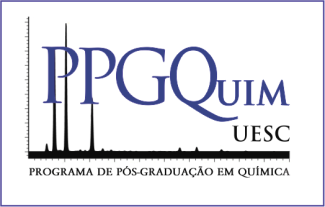 PPGQUIM
UESC
PROGRAMA DE PÓS-GRADUAÇÃO EM QUÍMICA